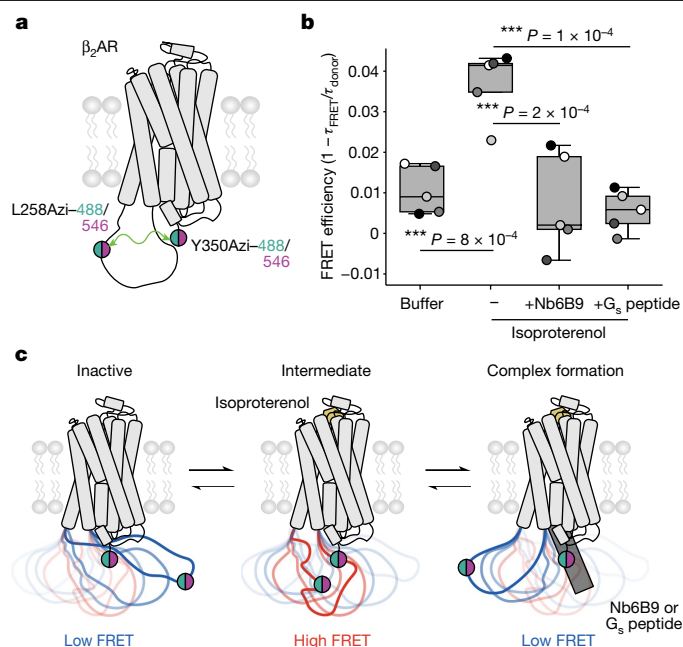 a
β₂AR
L258Azi–488/
546
Y350Azi–488/
546
b
*** P = 1 × 10⁻⁴
*** P = 2 × 10⁻⁴
*** P = 8 × 10⁻⁴
FRET efficiency (1 − τFRET/τdonor)
0.04
0.03
0.02
0.01
0
−0.01
Buffer
–
+Nb6B9
+Gₛ peptide
Isoproterenol
c
Inactive
Intermediate
Complex formation
Isoproterenol
Nb6B9 or
Gₛ peptide
Low FRET
High FRET
Low FRET